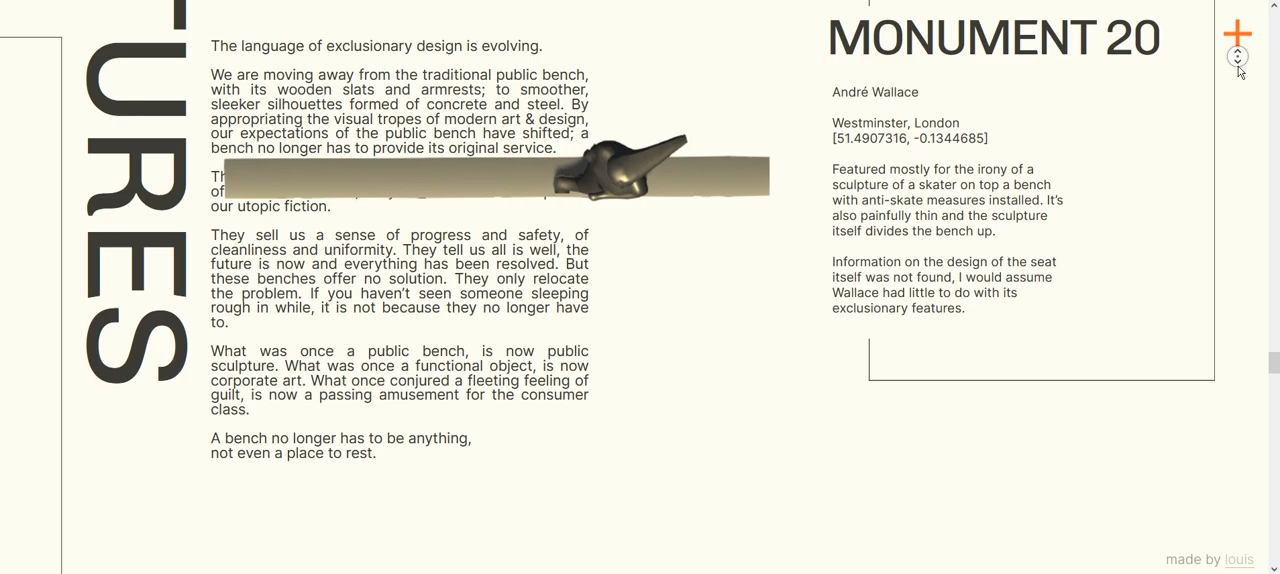 TURES
The language of exclusionary design is evolving.
We are moving away from the traditional public bench,
with its wooden slats and armrests; to smoother,
sleeker silhouettes formed of concrete and steel. By
appropriating the visual tropes of modern art & design,
our expectations of the public bench have shifted; a
bench no longer has to provide its original service.
of
our utopic fiction.
They sell us a sense of progress and safety, of
cleanliness and uniformity. They tell us all is well, the
future is now and everything has been resolved. But
these benches offer no solution. They only relocate
the problem. If you haven’t seen someone sleeping
rough in while, it is not because they no longer have
to.
What was once a public bench, is now public
sculpture. What was once a functional object, is now
corporate art. What once conjured a fleeting feeling of
guilt, is now a passing amusement for the consumer
class.
A bench no longer has to be anything,
not even a place to rest.
MONUMENT 20
André Wallace
Westminster, London
[51.4907316, -0.1344685]
Featured mostly for the irony of a
sculpture of a skater on top a bench
with anti-skate measures installed. It’s
also painfully thin and the sculpture
itself divides the bench up.
Information on the design of the seat
itself was not found, I would assume
Wallace had little to do with its
exclusionary features.
made by louis